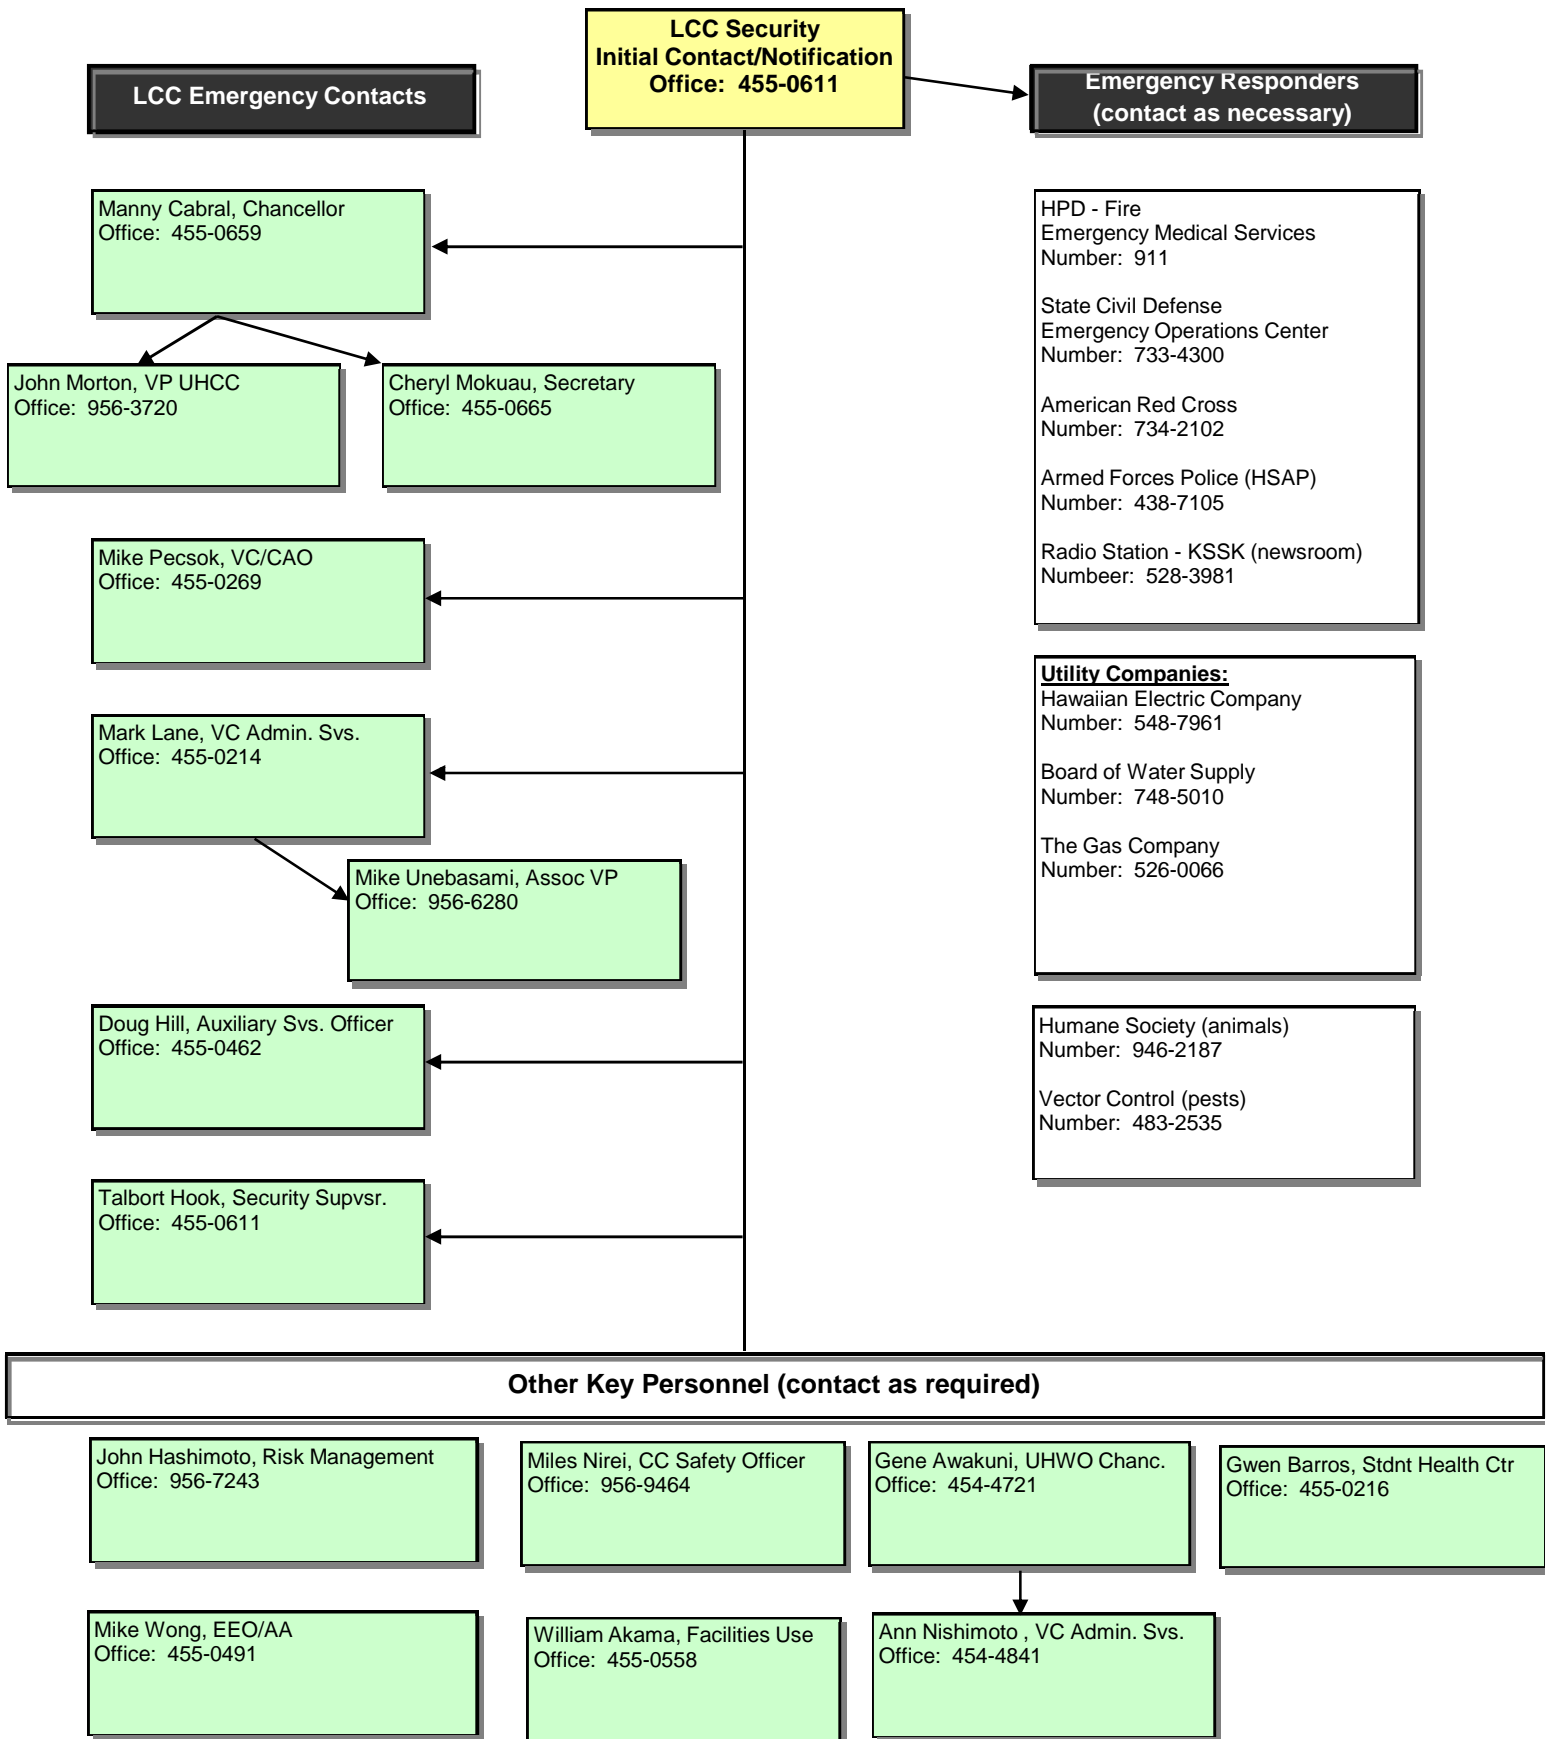 LCC Security
Initial Contact/Notification
Office:  455-0611
LCC Emergency Contacts
Emergency Responders
(contact as necessary)
Manny Cabral, Chancellor
Office:  455-0659
John Morton, VP UHCC
Office:  956-3720
Cheryl Mokuau, Secretary
Office:  455-0665
Mike Pecsok, VC/CAO
Office:  455-0269
Mark Lane, VC Admin. Svs.
Office:  455-0214
Mike Unebasami, Assoc VP
Office:  956-6280
Doug Hill, Auxiliary Svs. Officer
Office:  455-0462
Talbort Hook, Security Supvsr.
Office:  455-0611
HPD - Fire
Emergency Medical Services
Number:  911
State Civil Defense
Emergency Operations Center
Number:  733-4300
American Red Cross
Number:  734-2102
Armed Forces Police (HSAP)
Number:  438-7105
Radio Station - KSSK (newsroom)
Numbeer:  528-3981
Utility Companies:
Hawaiian Electric Company
Number:  548-7961
Board of Water Supply
Number:  748-5010
The Gas Company
Number:  526-0066
Humane Society (animals)
Number:  946-2187
Vector Control (pests)
Number:  483-2535
Other Key Personnel (contact as required)
John Hashimoto, Risk Management
Office:  956-7243
Miles Nirei, CC Safety Officer
Office:  956-9464
Gene Awakuni, UHWO Chanc.
Office:  454-4721
Gwen Barros, Stdnt Health Ctr
Office:  455-0216
Mike Wong, EEO/AA
Office:  455-0491
William Akama, Facilities Use
Office:  455-0558
Ann Nishimoto , VC Admin. Svs.
Office:  454-4841